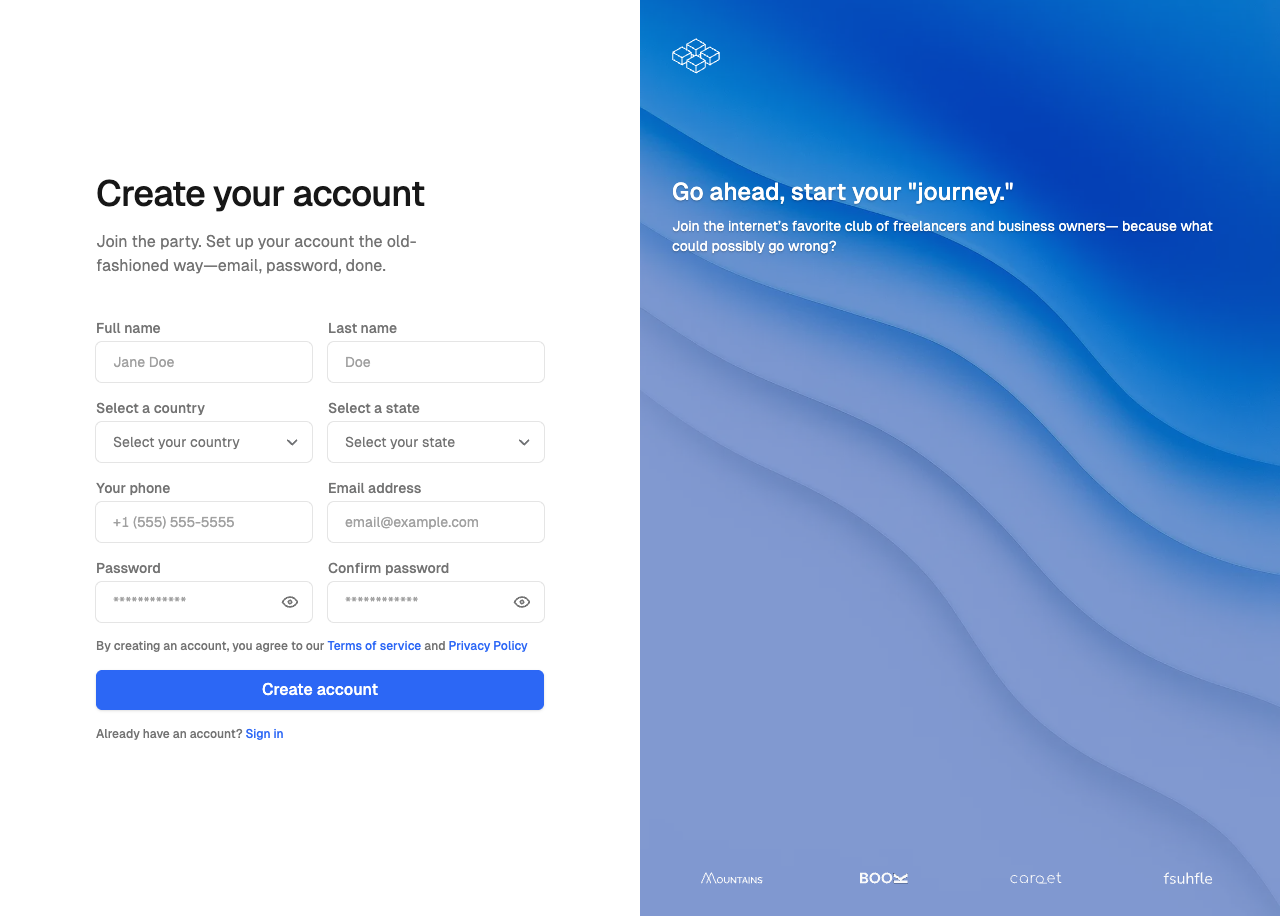 Create your account
Join the party. Set up your account the old-
fashioned way—email, password, done.
Full name
Last name
Jane Doe
Doe
Select a country
Select a state
Select your country
Select your state
Your phone
Email address
+1 (555) 555-5555
email@example.com
Password
Confirm password
************
************
By creating an account, you agree to our Terms of service and Privacy Policy
Create account
Already have an account? Sign in
Go ahead, start your "journey."
Join the internet's favorite club of freelancers and business owners— because what
could possibly go wrong?
MOUNTAINS
BOOK
carqet
fsuhfle